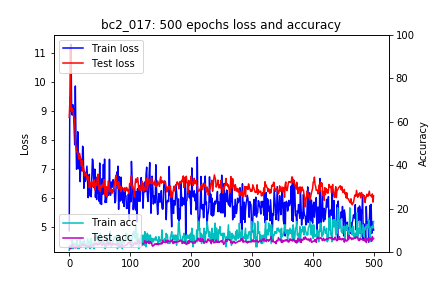 bc2_017: 500 epochs loss and accuracy
Train loss
Test loss
Train acc
Test acc
Loss
Accuracy
11
10
9
8
7
6
5
100
80
60
40
20
0
0
100
200
300
400
500